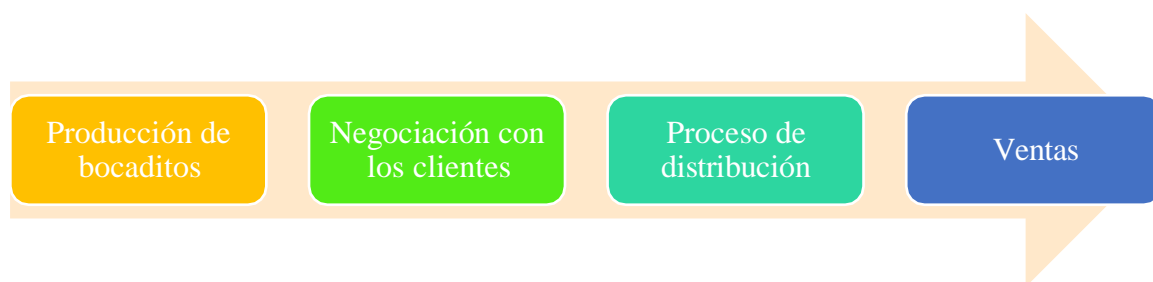 Producción de
bocaditos
Negociación con
los clientes
Proceso de
distribución
Ventas